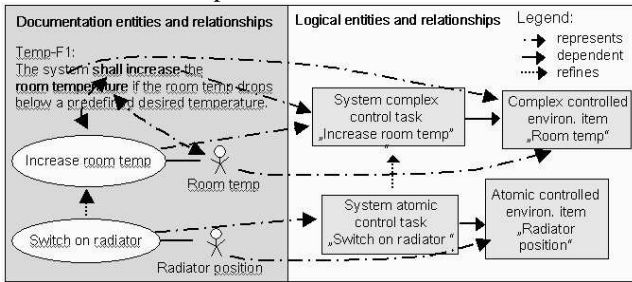 Documentation entities and relationships
Temp-F1:
The system shall increase the
room temperature if the room temp drops
below a predefined desired temperature.
Increase room temp
Room temp
Switch on radiator
Radiator position
Logical entities and relationships
System complex
control task
„Increase room temp“
“
Complex controlled
environ. item
„Room temp“
System atomic
control task
„Switch on radiator “
Atomic controlled
environ. item
„Radiator
position“
Legend:
represents
dependent
refines